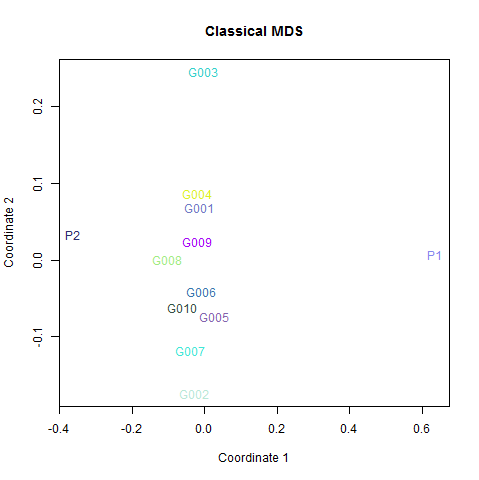 Classical MDS
G003
0.2
G004
0.1
G001
P2
G009
P1
Coordinate 2
0.0
G008
G006
G010
G005
-0.1
G007
G002
-0.4
-0.2
0.0
0.2
0.4
0.6
Coordinate 1